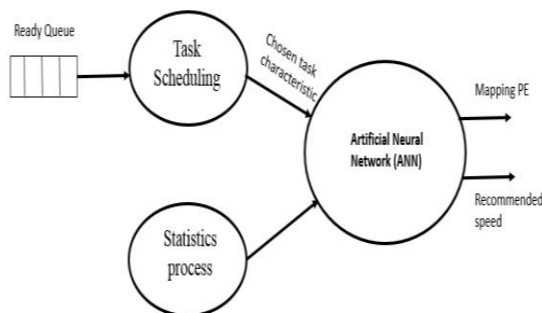 Ready Queue
Task
Scheduling
Chosen task
characteristic
Artificial Neural
Network (ANN)
Mapping PE
Recommended
speed
Statistics
process